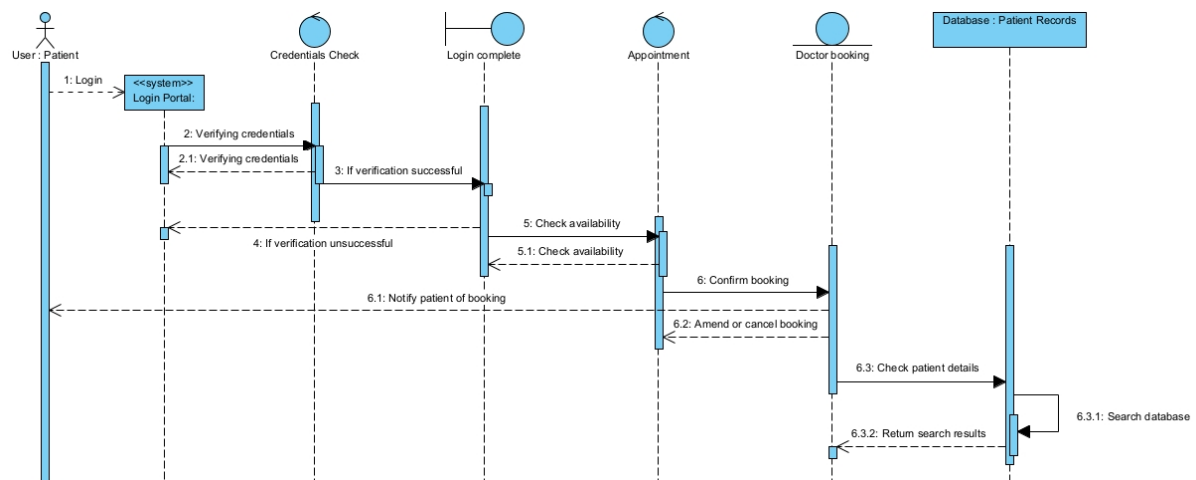 Database : Patient Records
User : Patient
Credentials Check
Login complete
Appointment
Doctor booking
1: Login
<<system>>
Login Portal:
2: Verifying credentials
2.1: Verifying credentials
3: If verification successful
4: If verification unsuccessful
5: Check availability
5.1: Check availability
6: Confirm booking
6.1: Notify patient of booking
6.2: Amend or cancel booking
6.3: Check patient details
6.3.1: Search database
6.3.2: Return search results